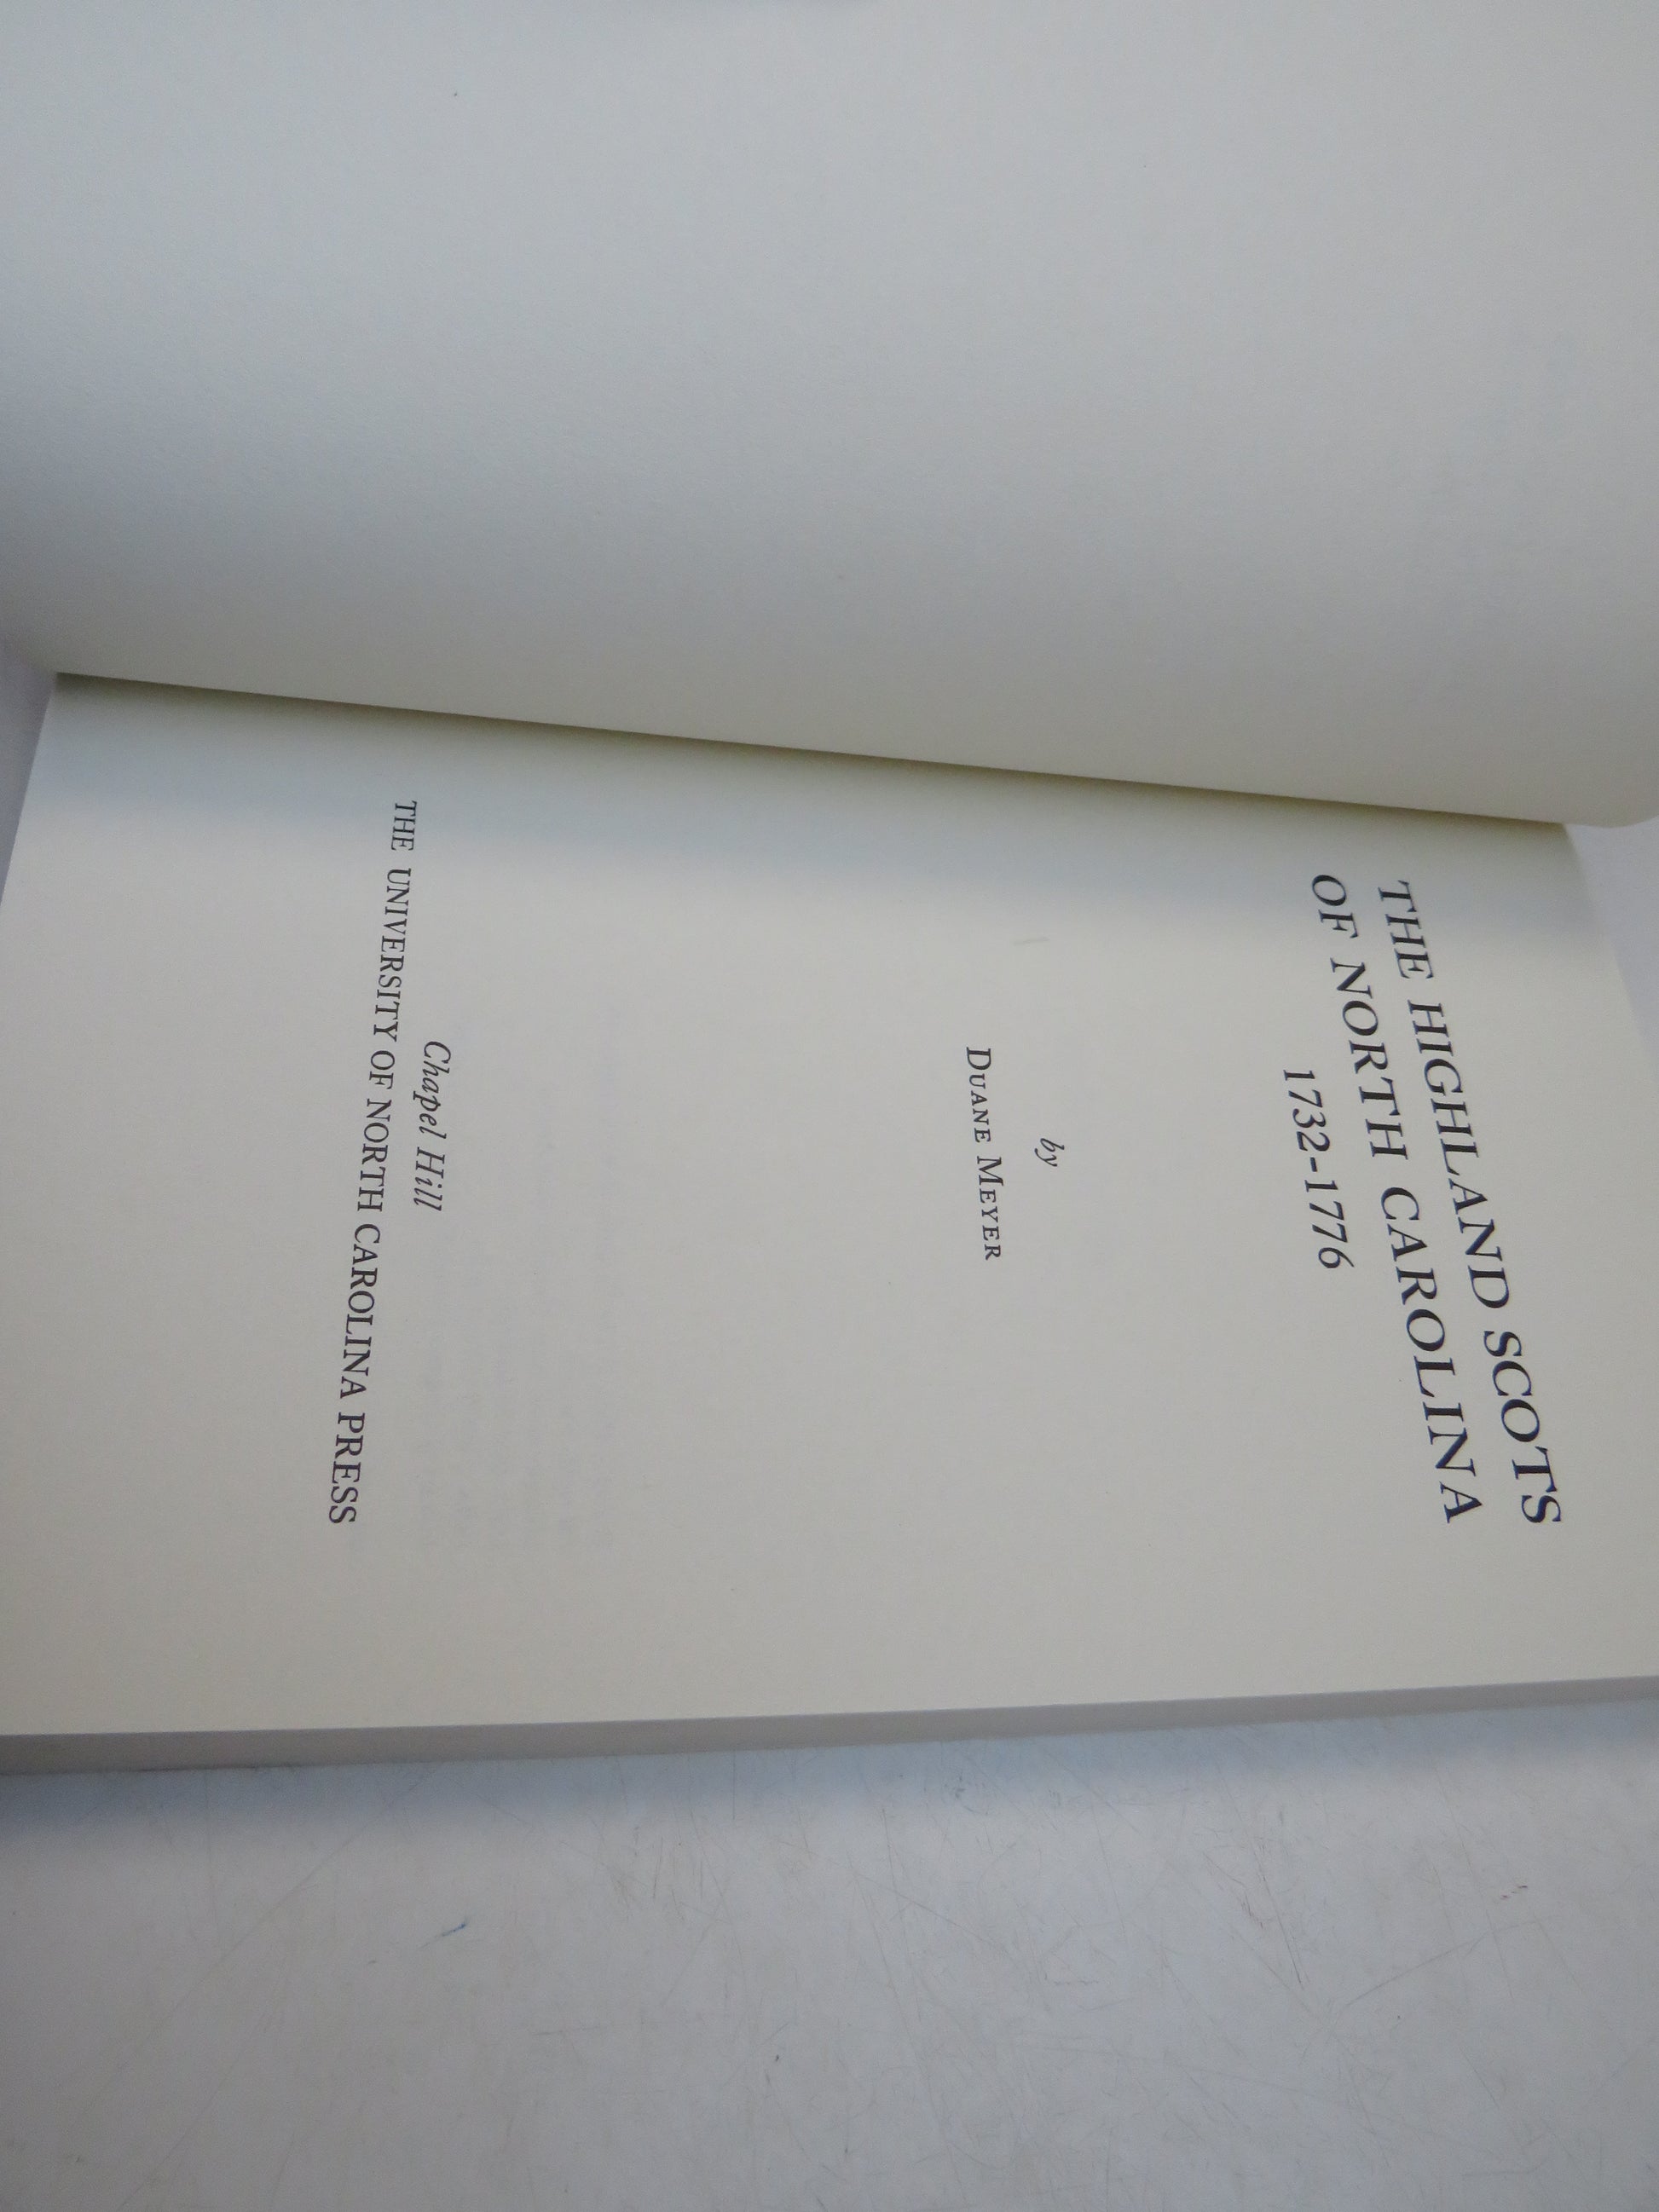 THE HIGHLAND SCOTS
OF NORTH CAROLINA
1732-1776
by
DUANE MEYER
Chapel Hill
THE UNIVERSITY OF NORTH CAROLINA PRESS